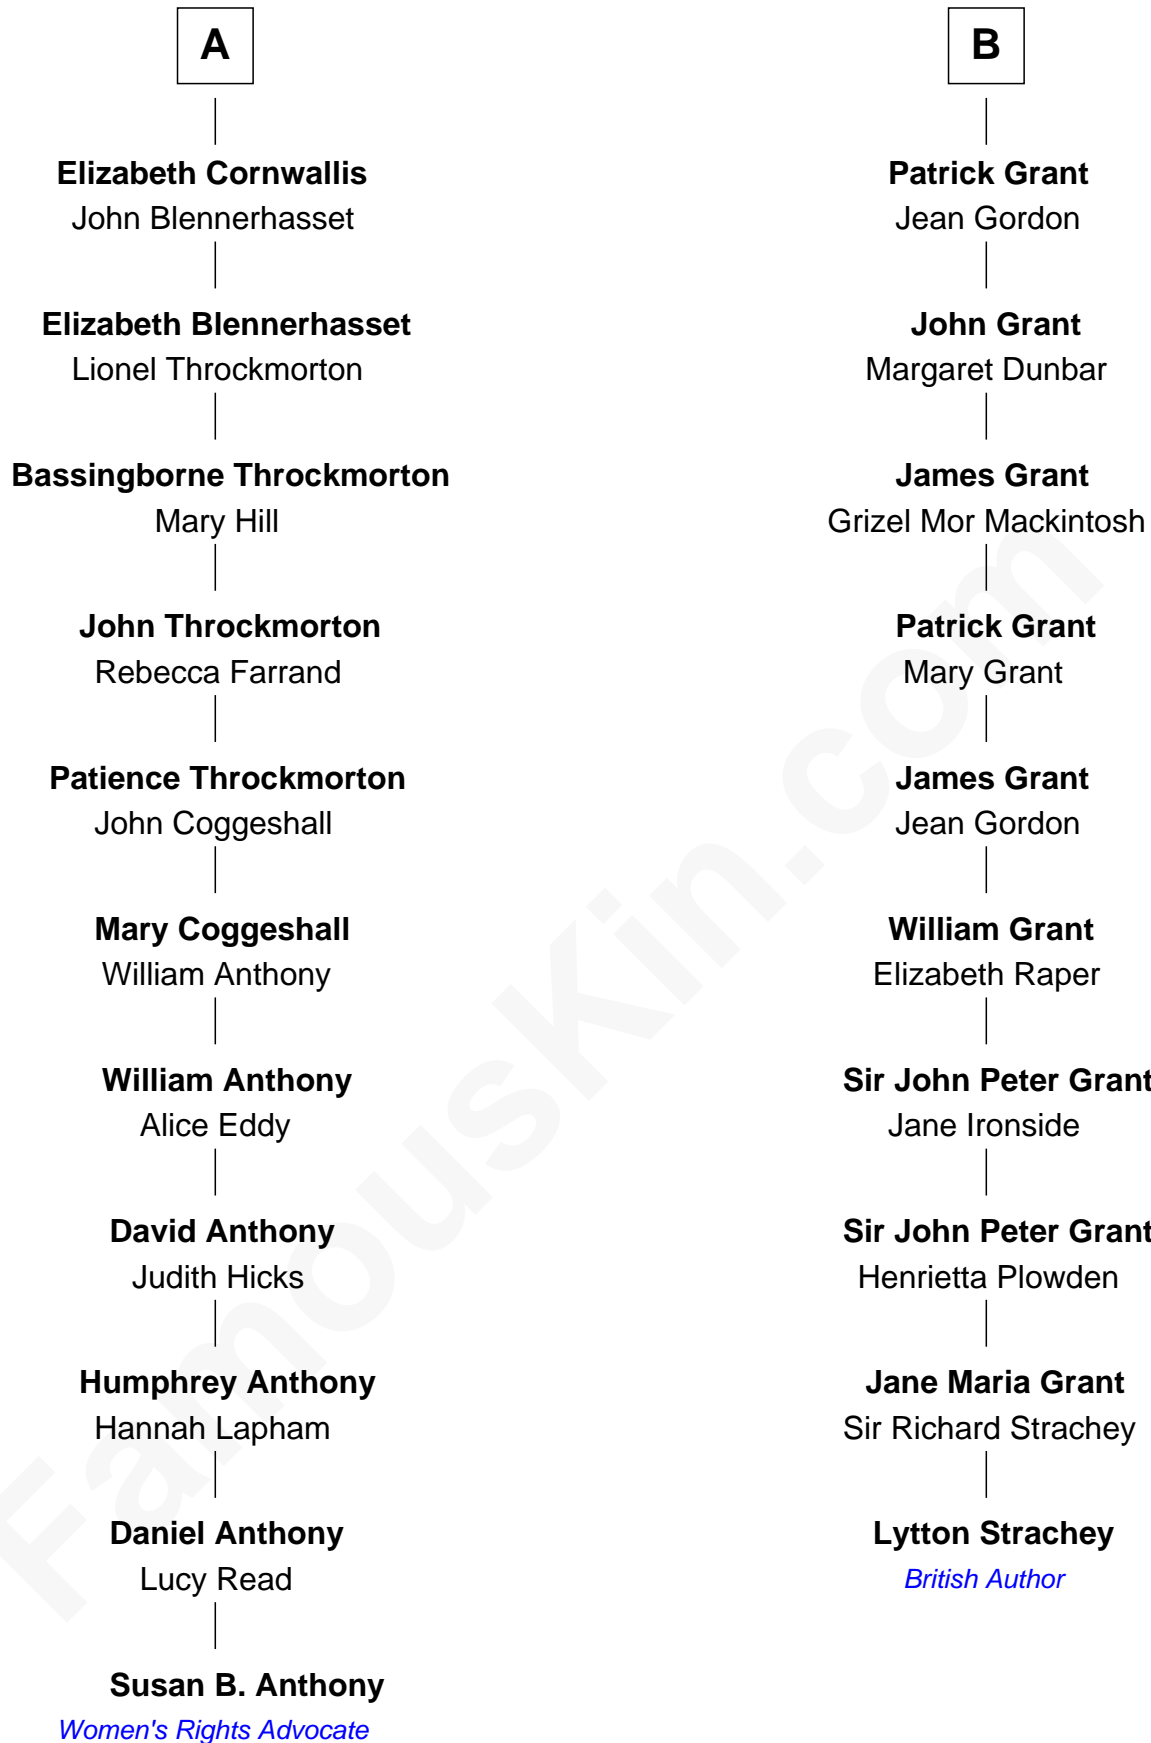 A
Elizabeth Cornwallis
John Blennerhasset
Elizabeth Blennerhasset
Lionel Throckmorton
Bassingborne Throckmorton
Mary Hill
John Throckmorton
Rebecca Farrand
Patience Throckmorton
John Coggeshall
Mary Coggeshall
William Anthony
William Anthony
Alice Eddy
David Anthony
Judith Hicks
Humphrey Anthony
Hannah Lapham
Daniel Anthony
Lucy Read
Susan B. Anthony
Women's Rights Advocate
B
Patrick Grant
Jean Gordon
John Grant
Margaret Dunbar
James Grant
Grizel Mor Mackintosh
Patrick Grant
Mary Grant
James Grant
Jean Gordon
William Grant
Elizabeth Raper
Sir John Peter Grant
Jane Ironside
Sir John Peter Grant
Henrietta Plowden
Jane Maria Grant
Sir Richard Strachey
Lytton Strachey
British Author
FamousKin.com